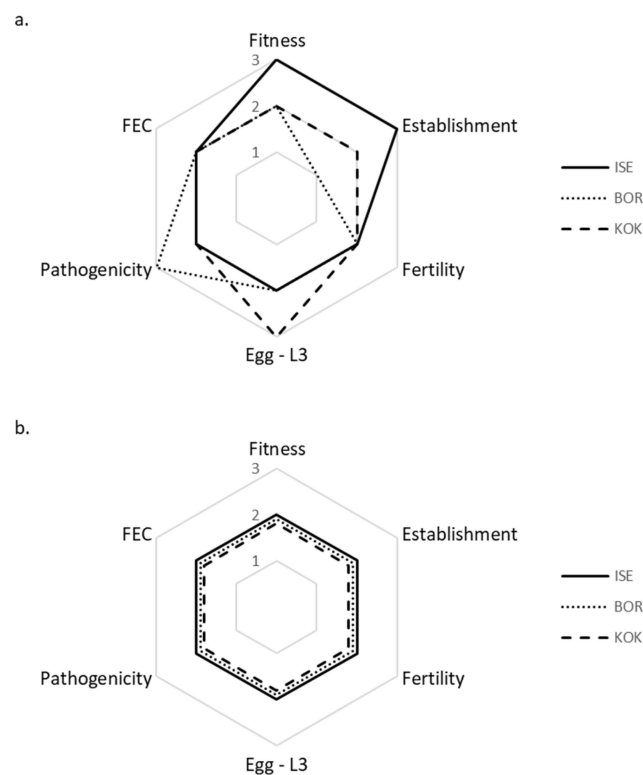 a.
Fitness
3
FEC
2
Establishment
1
ISE
BOR
KOK
Pathogenicity
Fertility
Egg - L3
b.
Fitness
3
FEC
2
Establishment
1
ISE
BOR
KOK
Pathogenicity
Fertility
Egg - L3